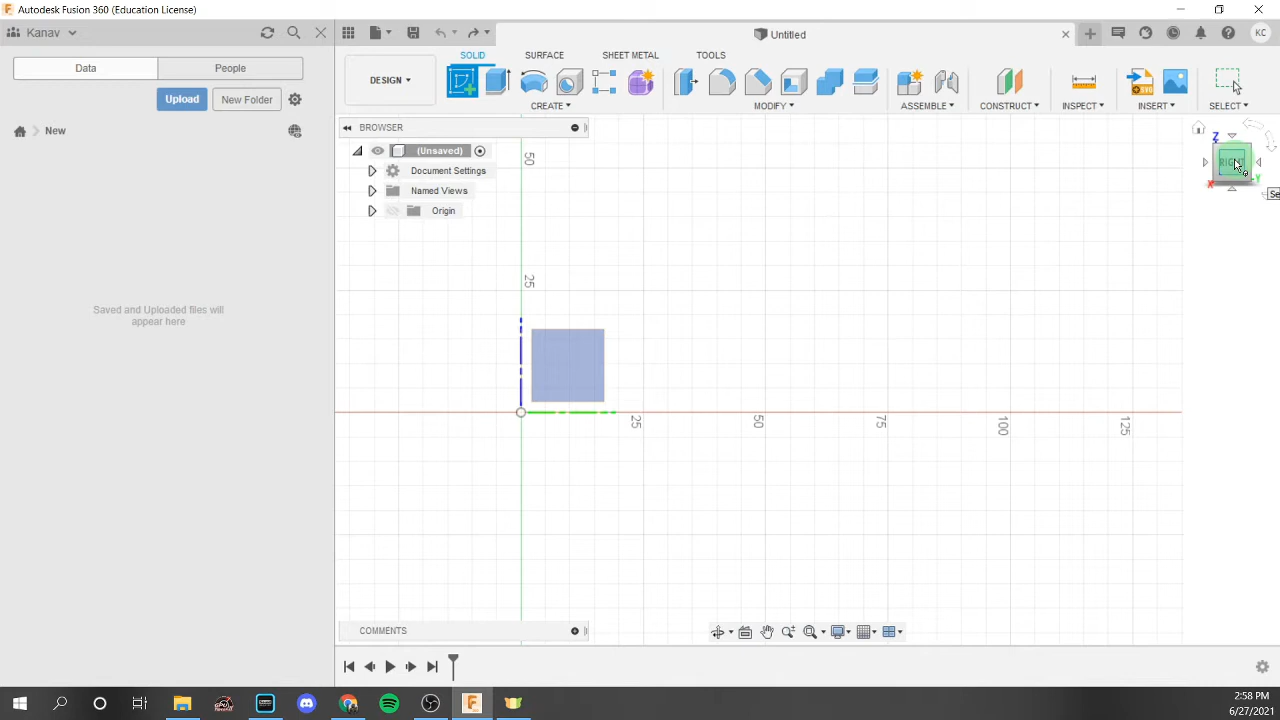 Autodesk Fusion 360 (Education License)
Kanav
Untitled
KC
Data
People
Upload
New Folder
New
Saved and Uploaded files will
appear here
DESIGN
SOLID
SURFACE
SHEET METAL
TOOLS
CREATE
MODIFY
ASSEMBLE
CONSTRUCT
INSPECT
INSERT
SELECT
BROWSER
(Unsaved)
Document Settings
Named Views
Origin
Z
RIGHT
X
Y
Se
50
25
25
50
75
100
125
COMMENTS
2:58 PM
6/27/2021